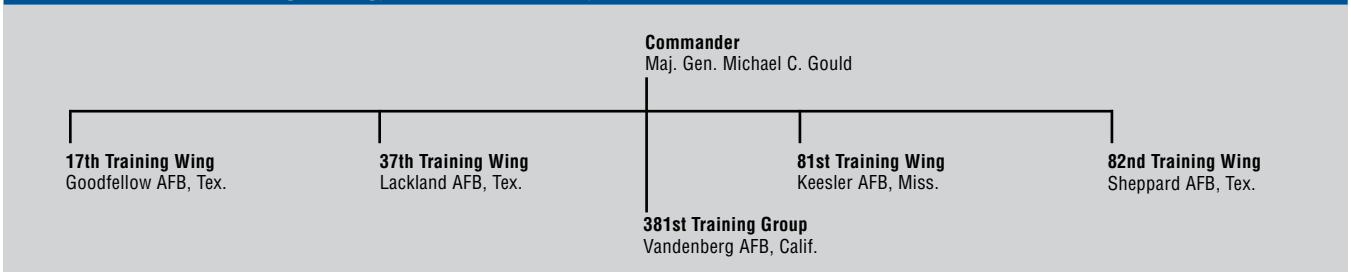 Commander
Maj. Gen. Michael C. Gould
17th Training Wing
Goodfellow AFB, Tex.
37th Training Wing
Lackland AFB, Tex.
81st Training Wing
Keesler AFB, Miss.
82nd Training Wing
Sheppard AFB, Tex.
381st Training Group
Vandenberg AFB, Calif.